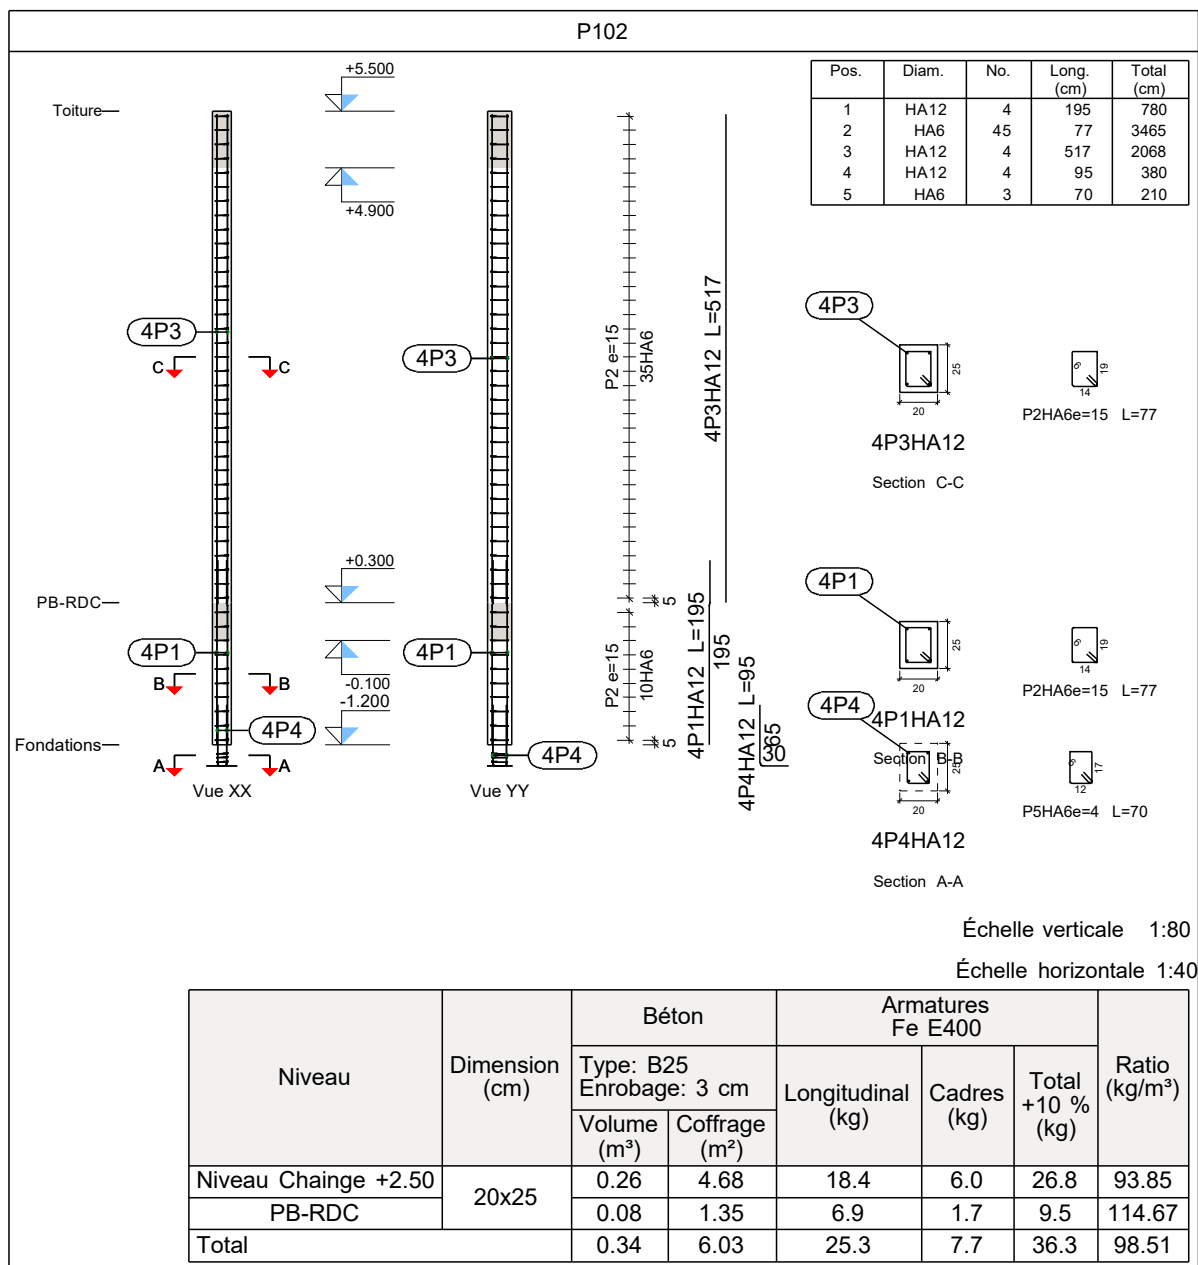 P102
Pos. Diam. No. Long. (cm) Total (cm)
1 HA12 4 195 780
2 HA6 45 77 3465
3 HA12 4 517 2068
4 HA12 4 95 380
5 HA6 3 70 210
Toiture
+5.500
+4.900
4P3
C C
4P3
P2 e=15
35HA6
4P3HA12 L=517
PB-RDC
+0.300
-0.100
4P1
B B
4P1
-1.200
4P4
Fondations
A A
4P4
Vue XX
Vue YY
5
P2 e=15
10HA6
5
4P1HA12 L=195
195
4P4HA12 L=95
65
30
4P3
25
20
4P3HA12
Section C-C
6
19
14
P2HA6e=15 L=77
4P1
25
20
4P1HA12
Section B-B
6
19
14
P2HA6e=15 L=77
4P4
25
20
4P4HA12
Section A-A
6
17
12
P5HA6e=4 L=70
Échelle verticale 1:80
Échelle horizontale 1:40
Niveau
Dimension (cm)
Béton
Type: B25
Enrobage: 3 cm
Volume (m³)
Coffrage (m²)
Armatures
Fe E400
Longitudinal (kg)
Cadres (kg)
Total +10 % (kg)
Ratio (kg/m³)
Niveau Chainge +2.50 20x25 0.26 4.68 18.4 6.0 26.8 93.85
PB-RDC 0.08 1.35 6.9 1.7 9.5 114.67
Total 0.34 6.03 25.3 7.7 36.3 98.51